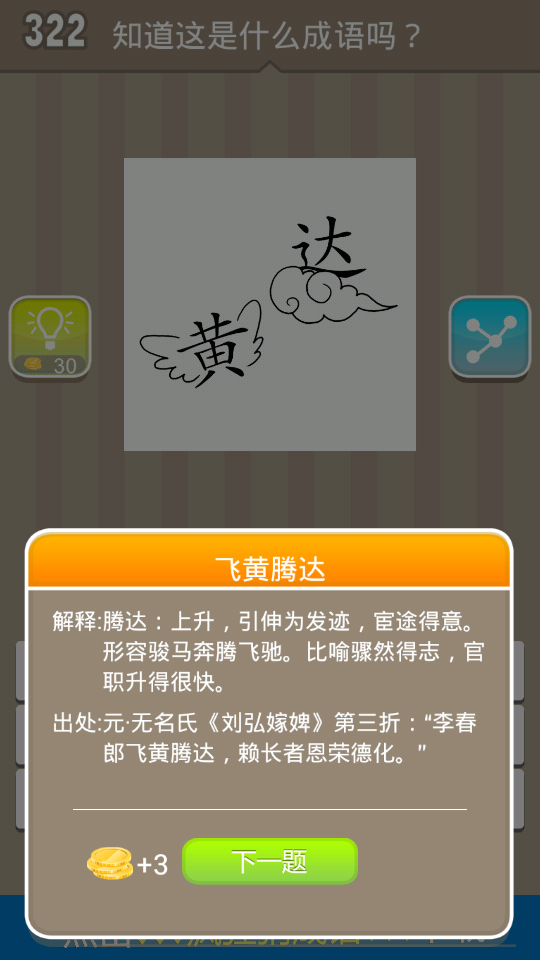 322 知道这是什么成语吗？
达
黄
30
飞黄腾达
解释:腾达：上升，引伸为发迹，宦途得意。
形容骏马奔腾飞驰。比喻骤然得志，官
职升得很快。
出处:元·无名氏《刘弘嫁婢》第三折：“李春
郎飞黄腾达，赖长者恩荣德化。”
+3 下一题